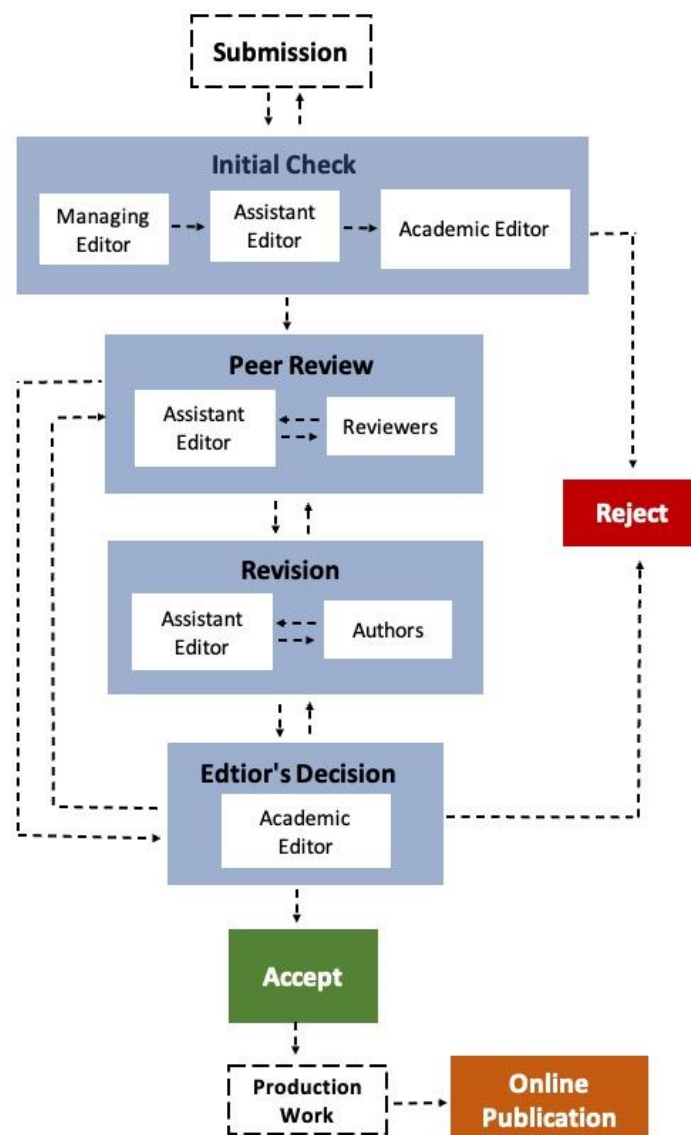 Submission
Initial Check
Managing
Editor
Assistant
Editor
Academic Editor
Peer Review
Assistant
Editor
Reviewers
Reject
Revision
Assistant
Editor
Authors
Edtior's Decision
Academic
Editor
Accept
Production
Work
Online
Publication